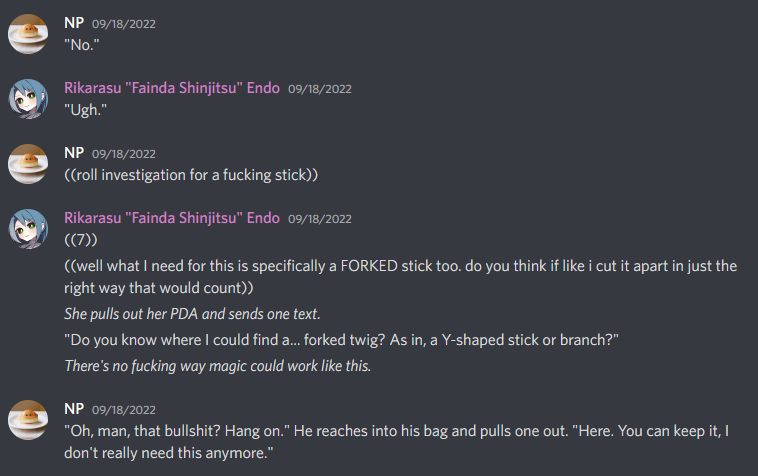 NP 09/18/2022
"No."
Rikarasu "Fainda Shinjitsu" Endo 09/18/2022
"Ugh."
NP 09/18/2022
((roll investigation for a fucking stick))
Rikarasu "Fainda Shinjitsu" Endo 09/18/2022
((7))
((well what I need for this is specifically a FORKED stick too. do you think if like i cut it apart in just the
right way that would count))
She pulls out her PDA and sends one text.
"Do you know where I could find a... forked twig? As in, a Y-shaped stick or branch?"
There's no fucking way magic could work like this.
NP 09/18/2022
"Oh, man, that bullshit? Hang on." He reaches into his bag and pulls one out. "Here. You can keep it, I
don't really need this anymore."